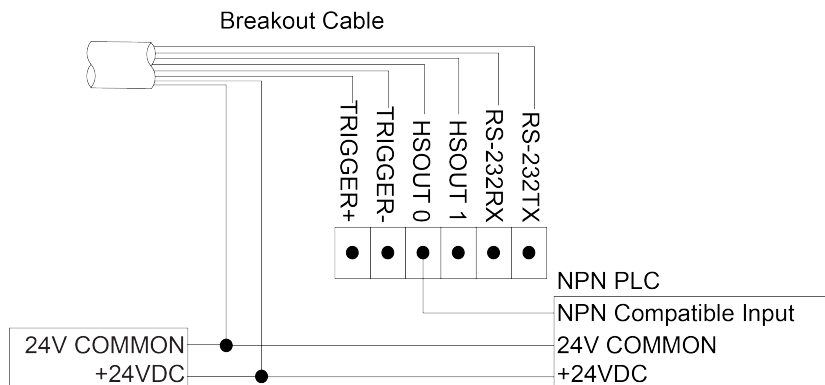 Breakout Cable
TRIGGER+
TRIGGER-
HSOUT 0
HSOUT 1
RS-232RX
RS-232TX
NPN PLC
NPN Compatible Input
24V COMMON
24V COMMON
+24VDC
+24VDC